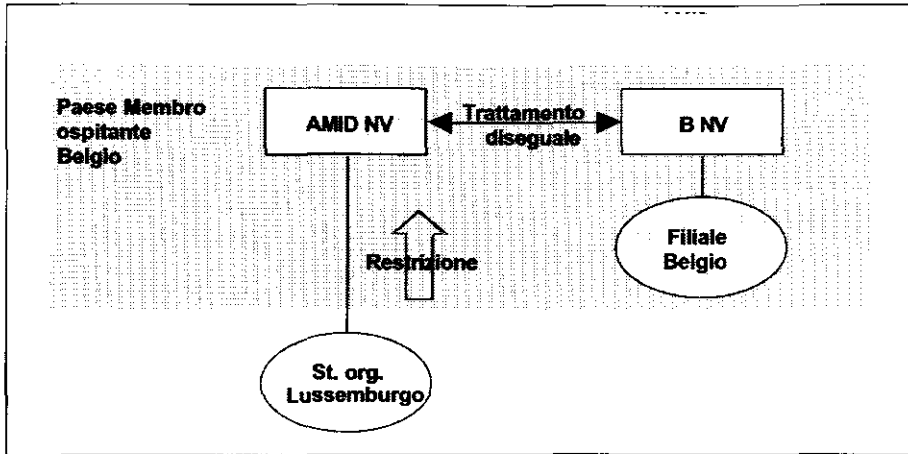 Paese Membro
ospitante
Belgio
AMID NV
Trattamento
diseguale
B NV
Filiale
Belgio
Restrizione
St. org.
Lussemburgo